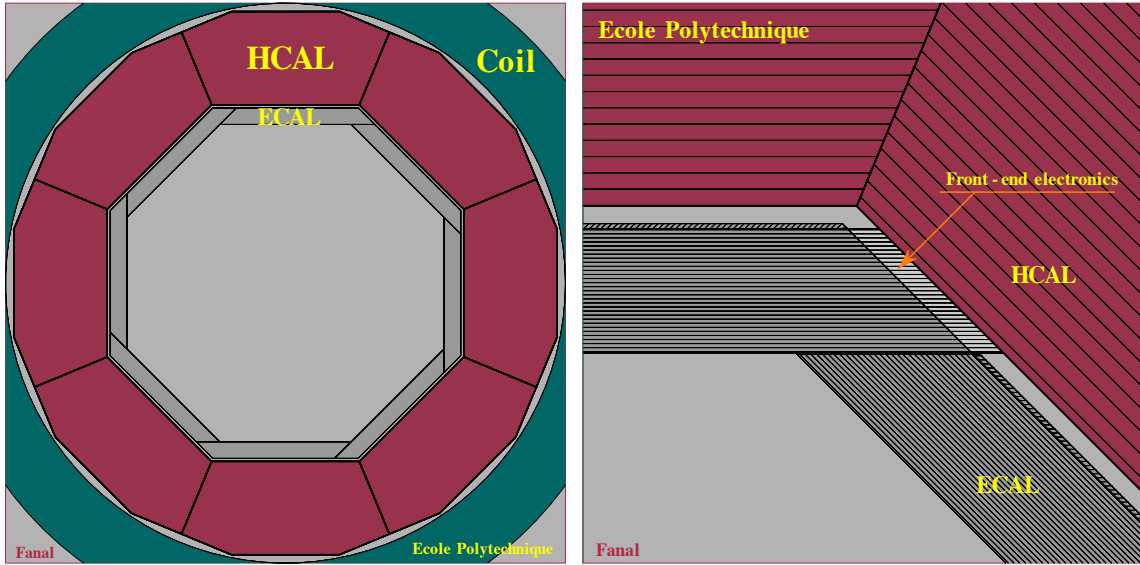 HCAL
Coil
ECAL
Fanal
Ecole Polytechnique
Ecole Polytechnique
Front - end electronics
HCAL
ECAL
Fanal